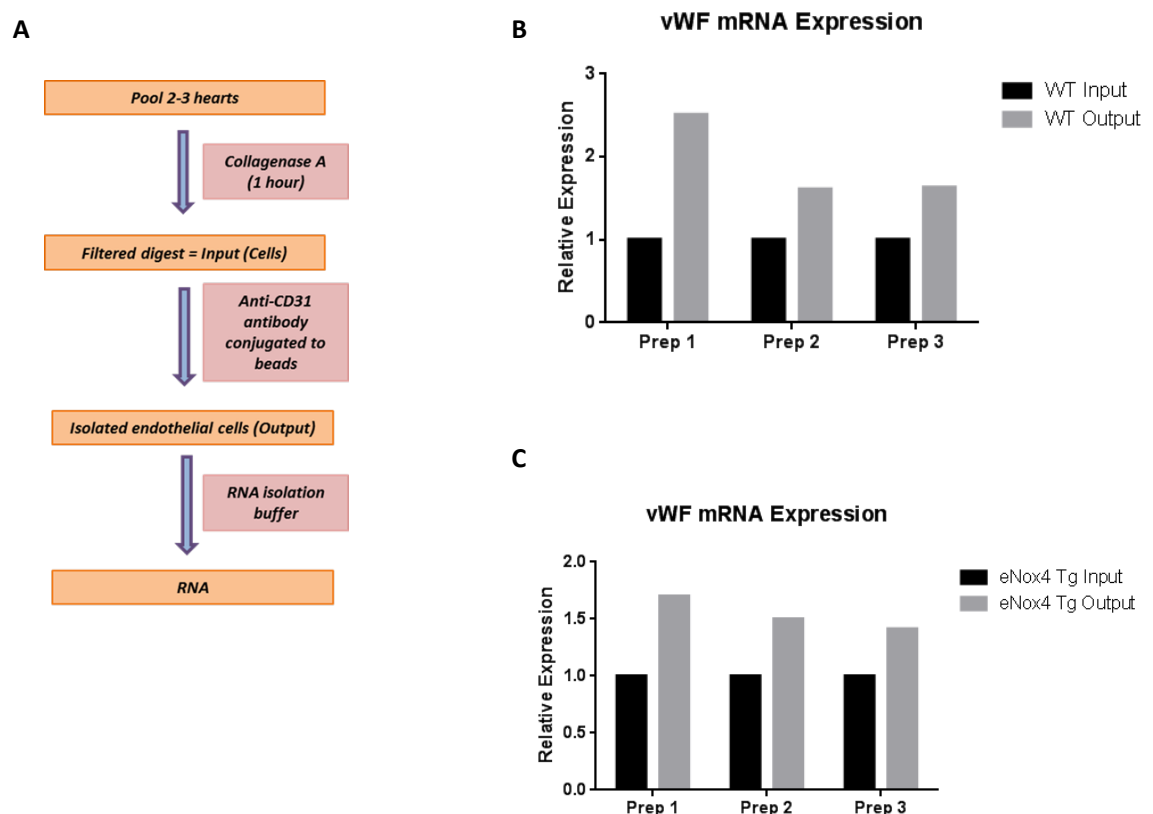 A
Pool 2-3 hearts
Collagenase A
(1 hour)
Filtered digest = Input (Cells)
Anti-CD31
antibody
conjugated to
beads
Isolated endothelial cells (Output)
RNA isolation
buffer
RNA
B
vWF mRNA Expression
Relative Expression
3
2
1
0
Prep 1
Prep 2
Prep 3
WT Input
WT Output
C
vWF mRNA Expression
Relative Expression
2.0
1.5
1.0
0.5
0.0
Prep 1
Prep 2
Prep 3
eNox4 Tg Input
eNox4 Tg Output